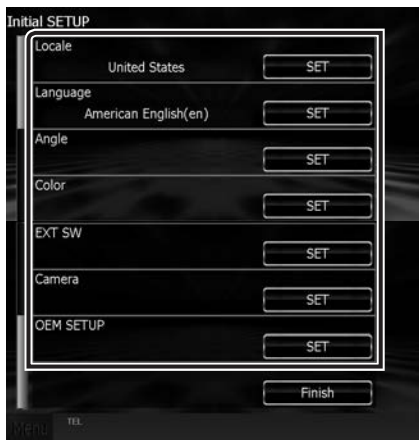 Initial SETUP
Locale
United States SET
Language
American English(en) SET
Angle
SET
Color
SET
EXT SW
SET
Camera
SET
OEM SETUP
SET
Finish
Menu TEL